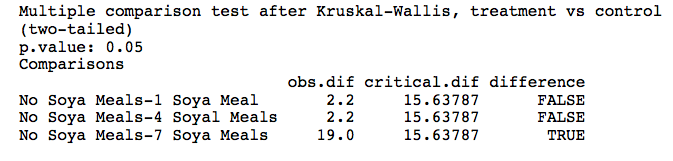 Multiple comparison test after Kruskal-Wallis, treatment vs control
(two-tailed)
p.value: 0.05
Comparisons
obs.dif critical.dif difference
No Soya Meals-1 Soya Meal 2.2 15.63787 FALSE
No Soya Meals-4 Soyal Meals 2.2 15.63787 FALSE
No Soya Meals-7 Soya Meals 19.0 15.63787 TRUE